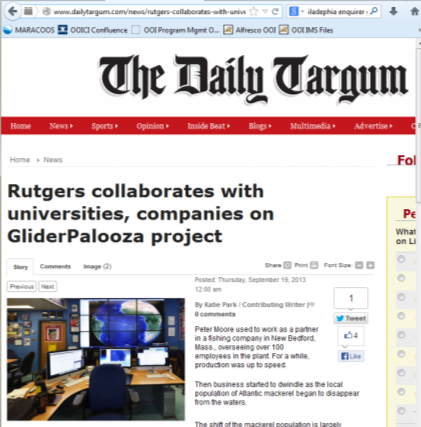 www.dailytargum.com/news/rutgers-collaborates-with-unive
iladephia enquirer
MARACOOS OOICI Confluence OOI Program Mgmt O... Alfresco OOI OOI JMS Files
The Daily Targum
Home News Sports Opinion Inside Beat Blogs Multimedia Advertise
Home > News
Fol
Rutgers collaborates with
universities, companies on
GliderPalooza project
Pe
What
on Li
Share Print Font Size:
Story Comments Image (2)
Previous Next
Posted: Thursday, September 19, 2013
12:00 am
By Katie Park / Contributing Writer |
0 comments
1
Tweet
4
Like
Peter Moore used to work as a partner
in a fishing company in New Bedford,
Mass., overseeing over 100
employees in the plant. For a while,
production was up to speed.
Then business started to dwindle as the local
population of Atlantic mackerel began to disappear
from the waters.
The shift of the mackerel population is largely